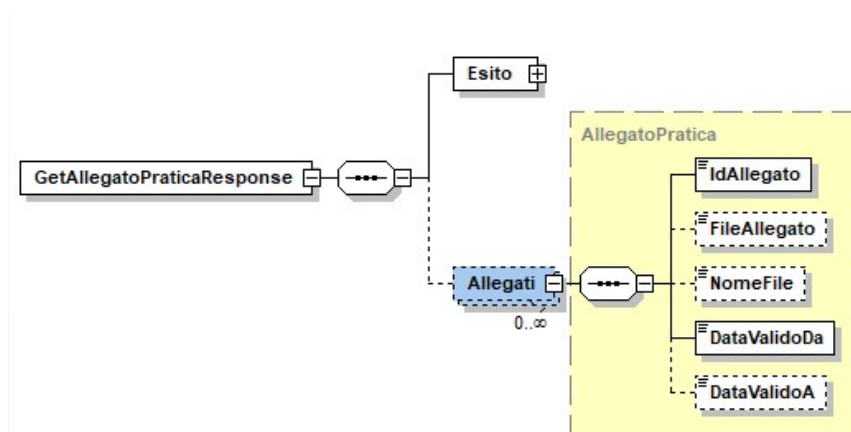 Esito
AllegatoPratica
GetAllegatoPraticaResponse
IdAllegato
FileAllegato
Allegati
NomeFile
0..∞
DataValidoDa
DataValidoA